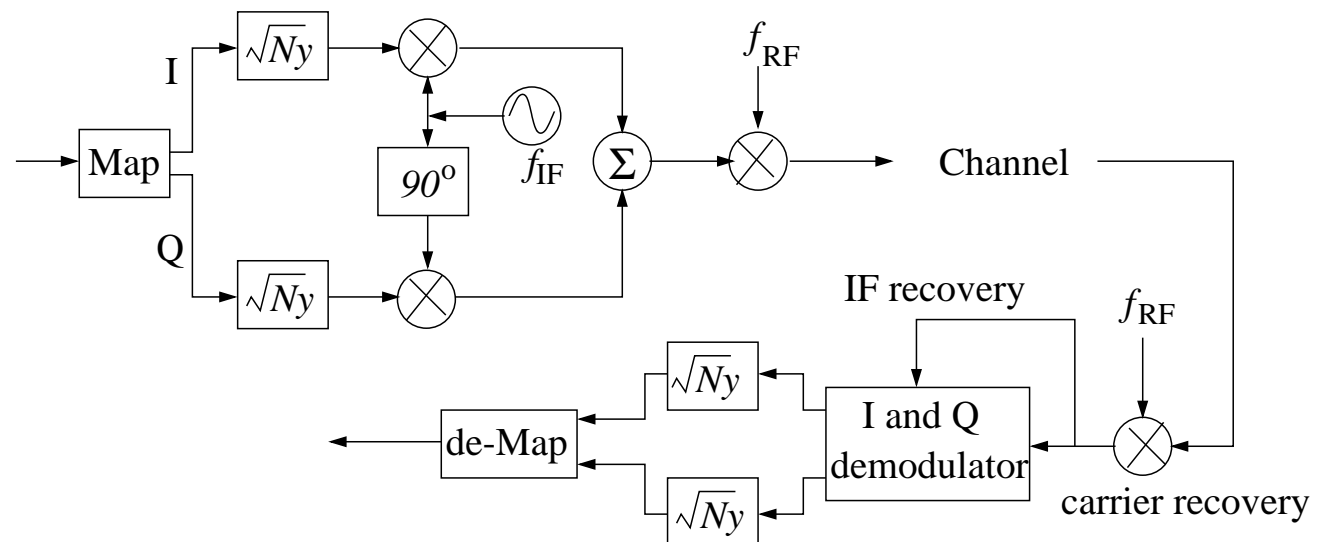 I
√Ny
f_RF
f_IF
Map
90°
Σ
Channel
Q
√Ny
IF recovery
f_RF
√Ny
I and Q
demodulator
de-Map
√Ny
carrier recovery